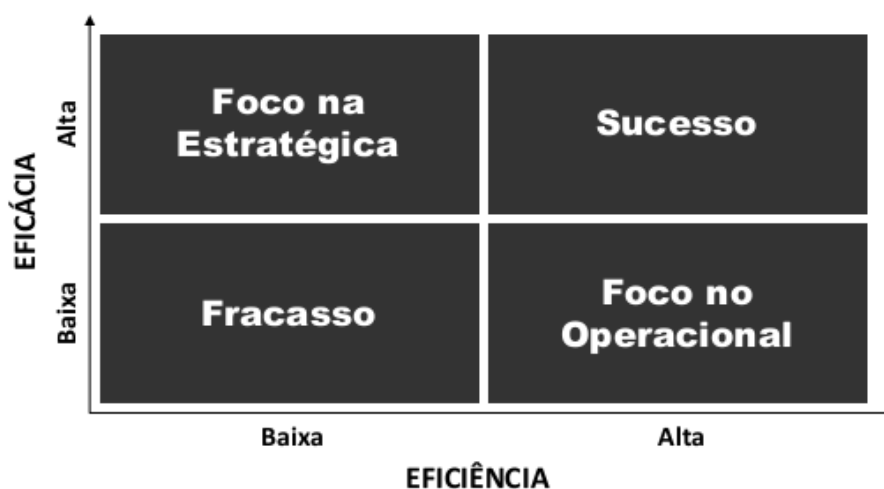 EFICÁCIA
Alta
Baixa
Foco na
Estratégica
Sucesso
Fracasso
Foco no
Operacional
Baixa
Alta
EFICIÊNCIA